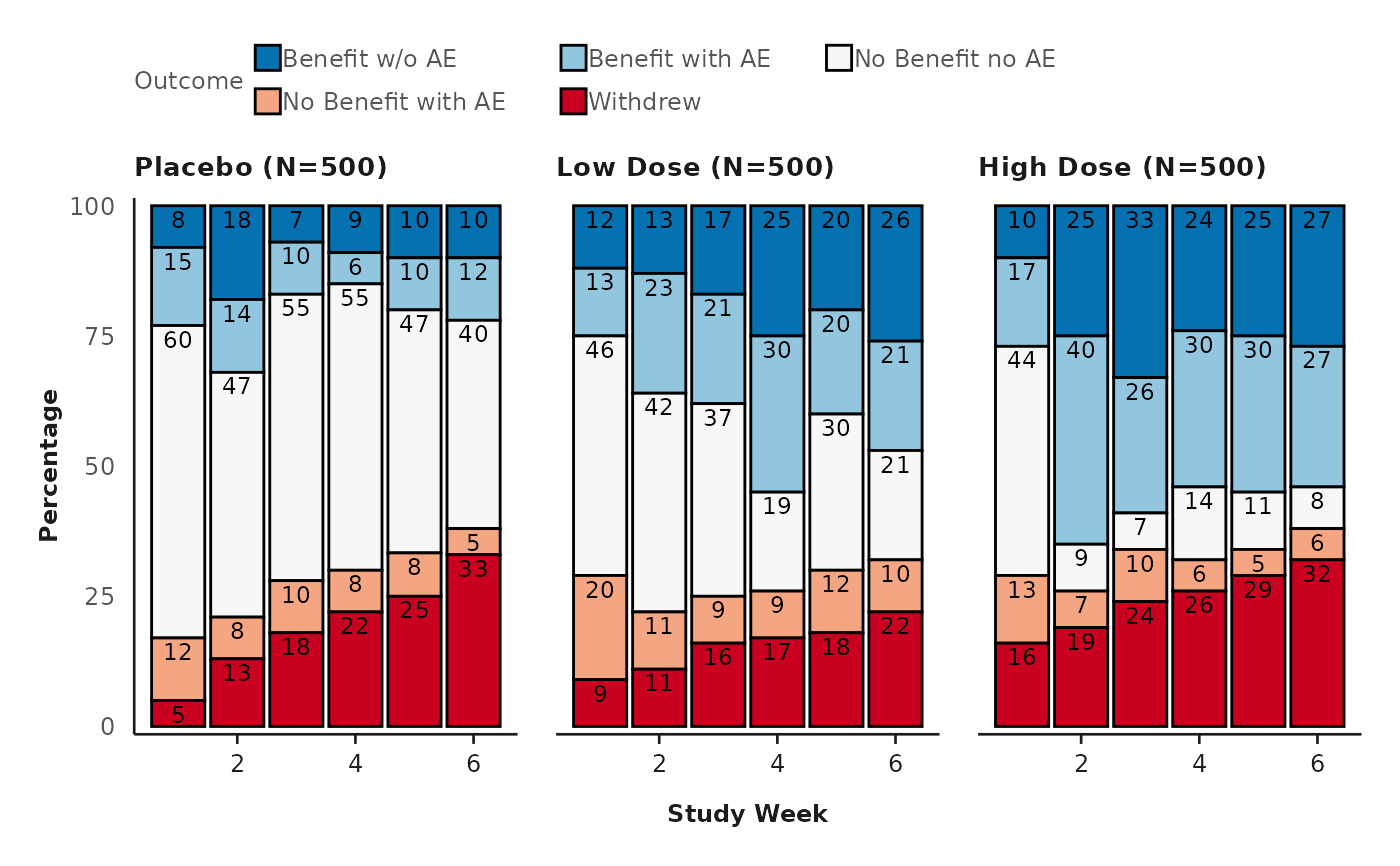 Outcome
Benefit w/o AE Benefit with AE No Benefit no AE
No Benefit with AE Withdrew
Placebo (N=500) Low Dose (N=500) High Dose (N=500)
Percentage
100
75
50
25
0
8 18 7 9 10 10
15 14 10 6 10 12
60 47 55 55 47 40
12 8 10 8 8 5
5 13 18 22 25 33
2 4 6
12 13 17 25 20 26
13 23 21 30 20 21
46 42 37 19 30 21
20 11 9 9 12 10
9 11 16 17 18 22
2 4 6
10 25 33 24 25 27
17 40 26 30 30 27
44 9 7 14 11 8
13 7 10 6 5 6
16 19 24 26 29 32
2 4 6
Study Week